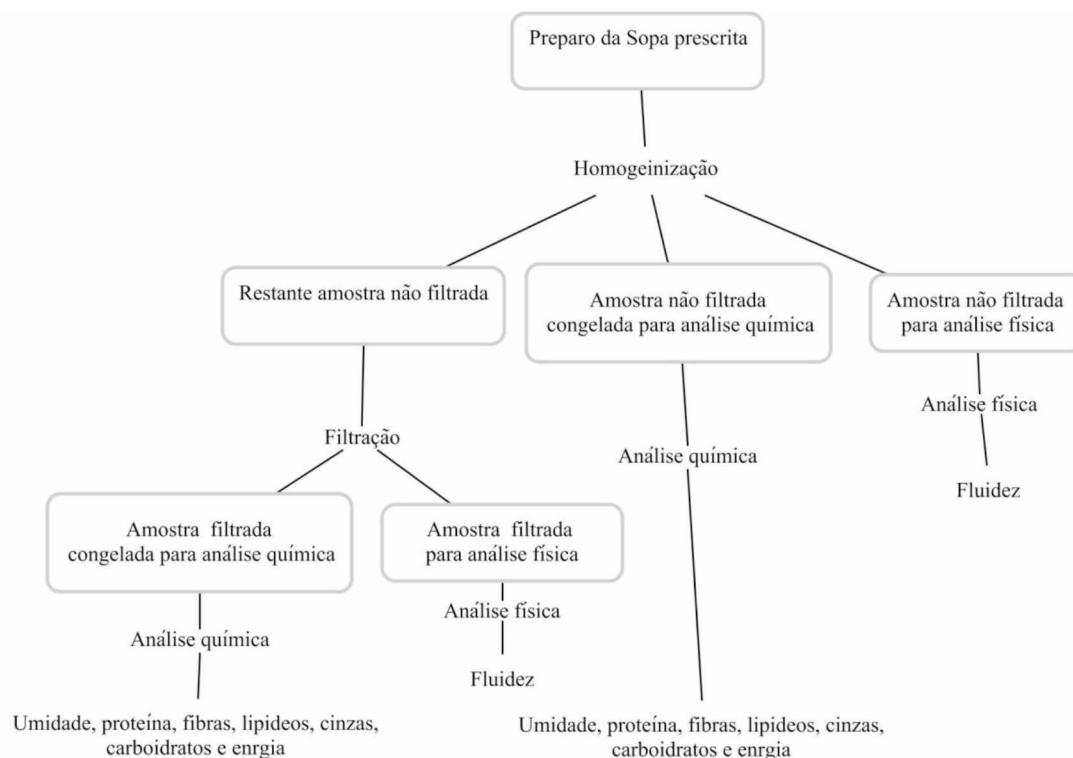 Preparo da Sopa prescrita
Homogeinização
Restante amostra não filtrada
Amostra não filtrada
congelada para análise química
Amostra não filtrada
para análise física
Análise física
Fluidez
Análise química
Filtração
Amostra filtrada
congelada para análise química
Amostra filtrada
para análise física
Análise física
Fluidez
Análise química
Umidade, proteína, fibras, lipideos, cinzas,
carboidratos e enrgia
Umidade, proteína, fibras, lipideos, cinzas,
carboidratos e enrgia